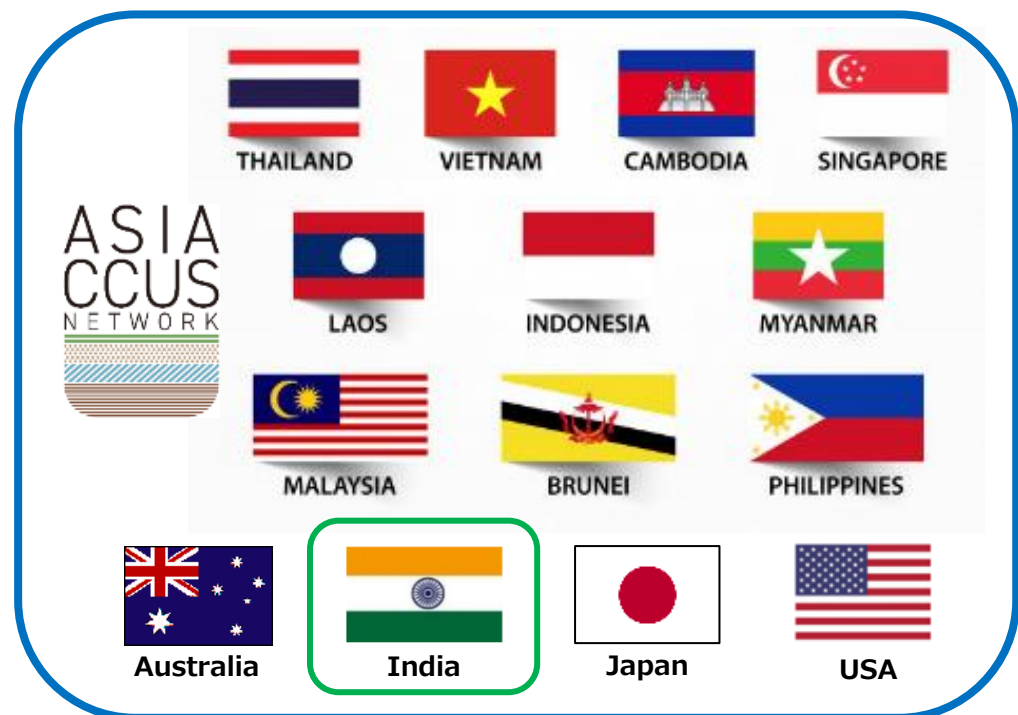 THAILAND VIETNAM CAMBODIA SINGAPORE
ASIA
CCUS
NETWORK
LAOS INDONESIA MYANMAR
MALAYSIA BRUNEI PHILIPPINES
Australia India Japan USA